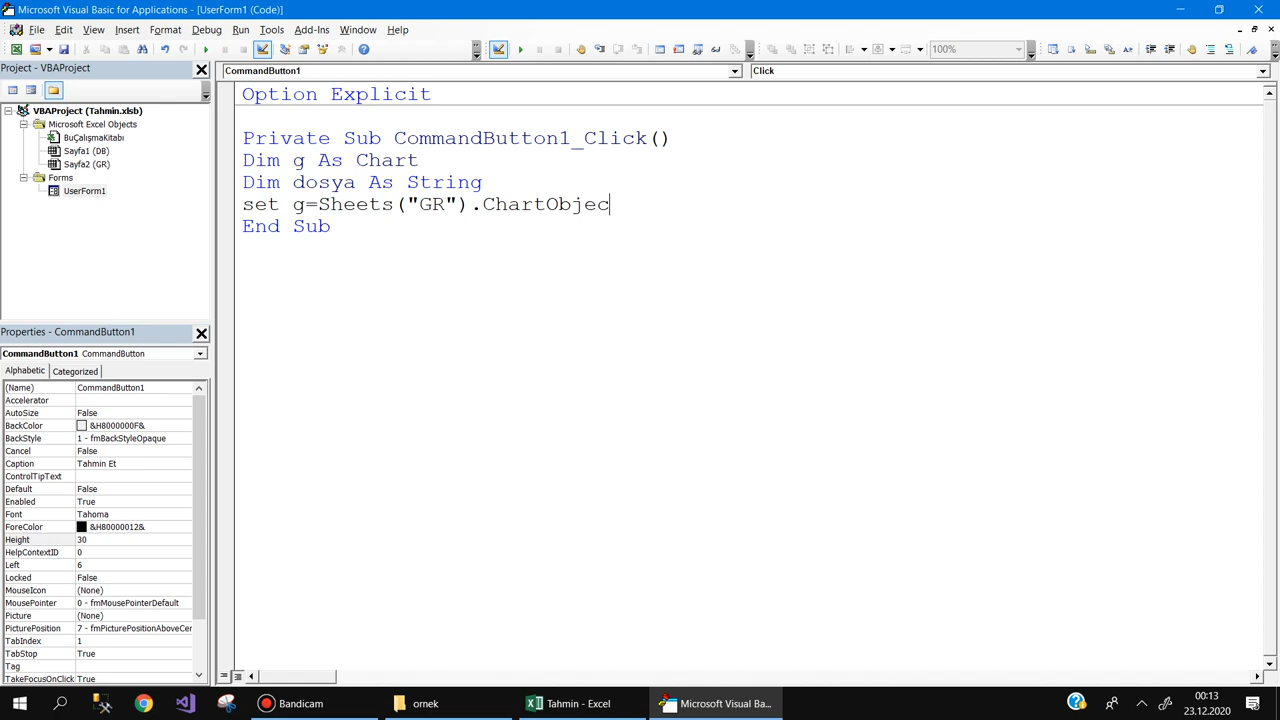 Microsoft Visual Basic for Applications - [UserForm1 (Code)]
File Edit View Insert Format Debug Run Tools Add-Ins Window Help
100%
Project - VBAProject
CommandButton1
Click
VBAProject (Tahmin.xlsb)
Microsoft Excel Objects
BuÇalışmaKitabı
Sayfa1 (DB)
Sayfa2 (GR)
Forms
UserForm1
Option Explicit
Private Sub CommandButton1_Click()
Dim g As Chart
Dim dosya As String
set g=Sheets("GR").ChartObjec
End Sub
Properties - CommandButton1
CommandButton1 CommandButton
Alphabetic Categorized
(Name) CommandButton1
Accelerator
AutoSize False
BackColor &H8000000F&
BackStyle 1 - fmBackStyleOpaque
Cancel False
Caption Tahmin Et
ControlTipText
Default False
Enabled True
Font Tahoma
ForeColor &H80000012&
Height 30
HelpContextID 0
Left 6
Locked False
MouseIcon (None)
MousePointer 0 - fmMousePointerDefault
Picture (None)
PicturePosition 7 - fmPicturePositionAboveCer
TabIndex 1
TabStop True
Tag
TakeFocusOnClick True
Bandicam
ornek
Tahmin - Excel
Microsoft Visual Ba...
00:13
23.12.2020